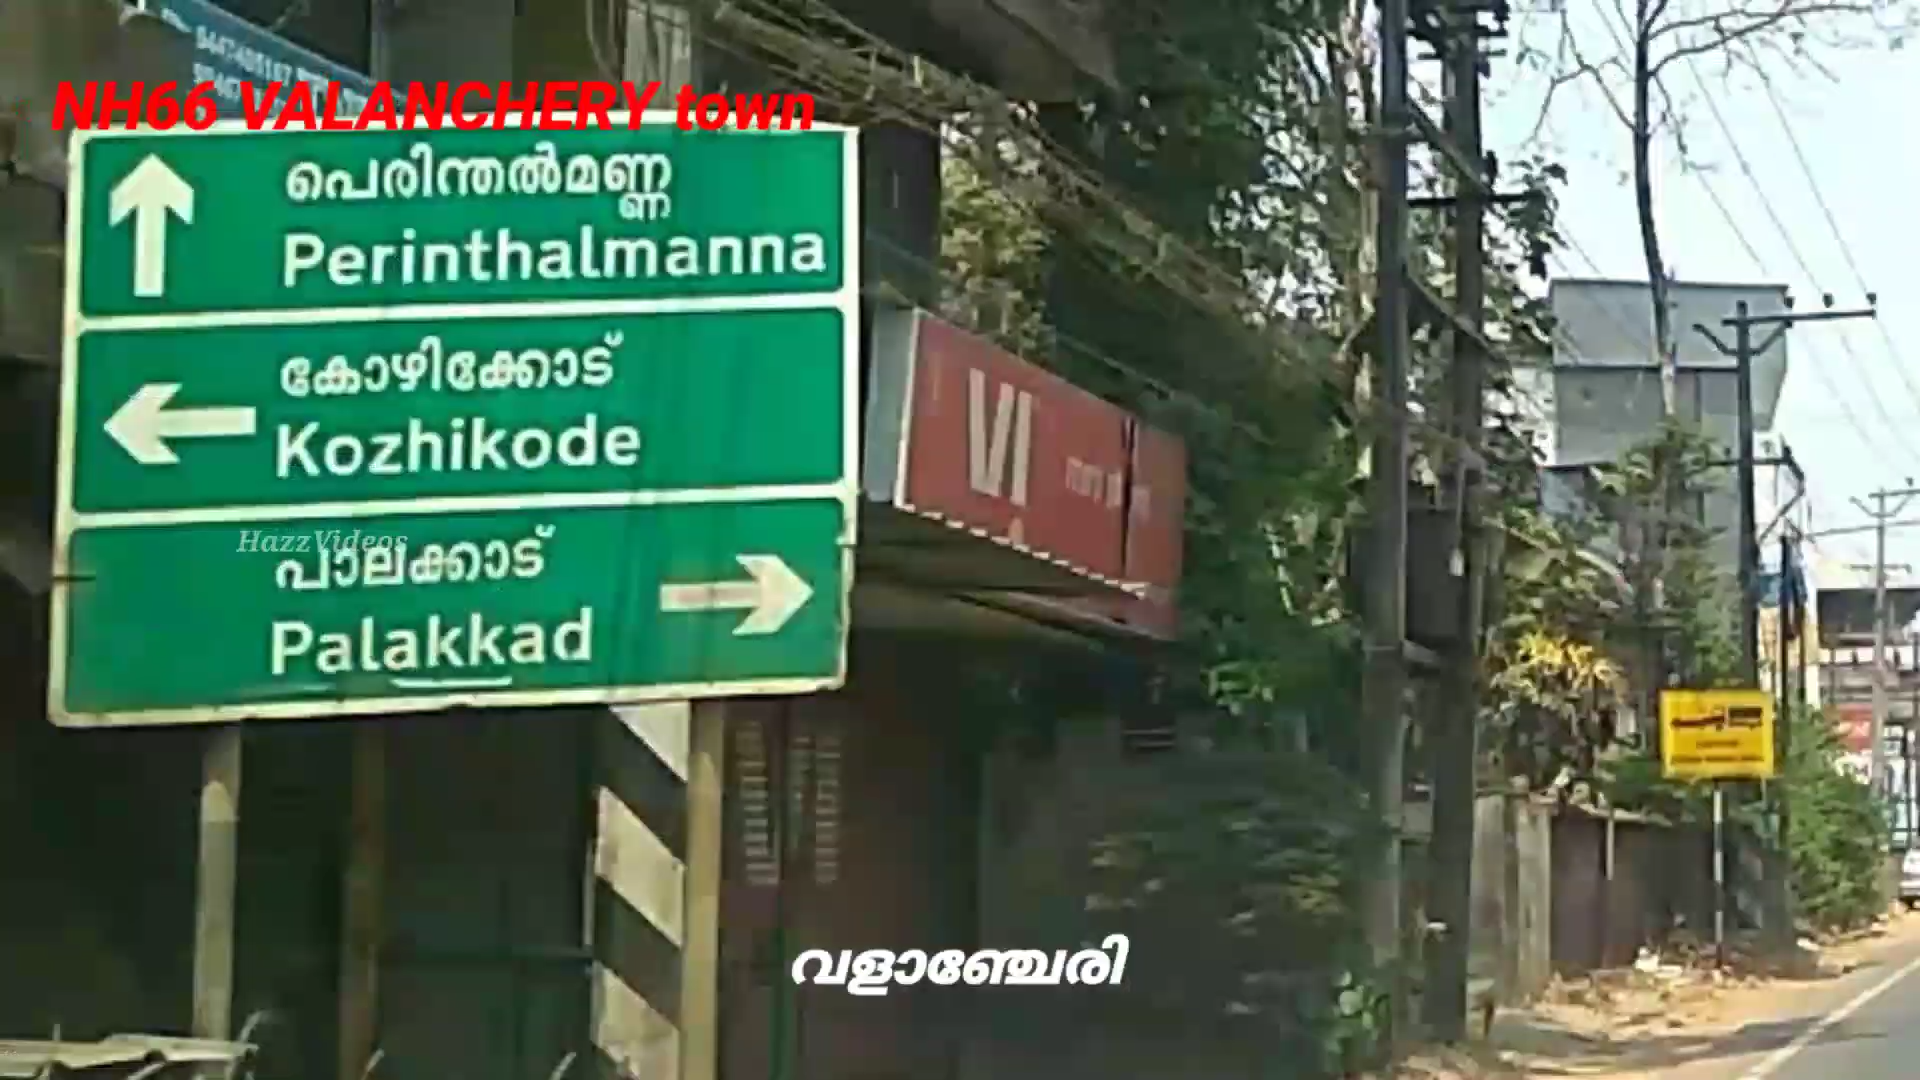 NH66 VALANCHERY town
പെരിന്തൽമണ്ണ
Perinthalmanna
കോഴിക്കോട്
Kozhikode
HazzVideos
പാലക്കാട്
Palakkad
VI
വളാഞ്ചേരി